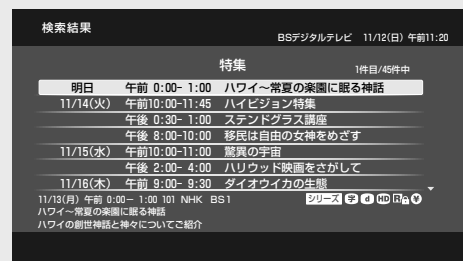 検索結果
BSデジタルテレビ 11/12(日) 午前11:20
特集
1件目/45件中
明日 午前 0:00- 1:00 ハワイ～常夏の楽園に眠る神話
11/14(火) 午前10:00-11:45 ハイビジョン特集
午後 0:30- 1:00 ステンドグラス講座
午後 8:00-10:00 移民は自由の女神をめざす
11/15(水) 午前10:00-11:00 驚異の宇宙
午後 2:00- 4:00 ハリウッド映画をさがして
11/16(木) 午前 9:00- 9:30 ダイオウイカの生態
11/13(月) 午前 0:00- 1:00 101 NHK BS1 シリーズ 字 d HD R ¥
ハワイ～常夏の楽園に眠る神話
ハワイの創世神話と神々についてご紹介